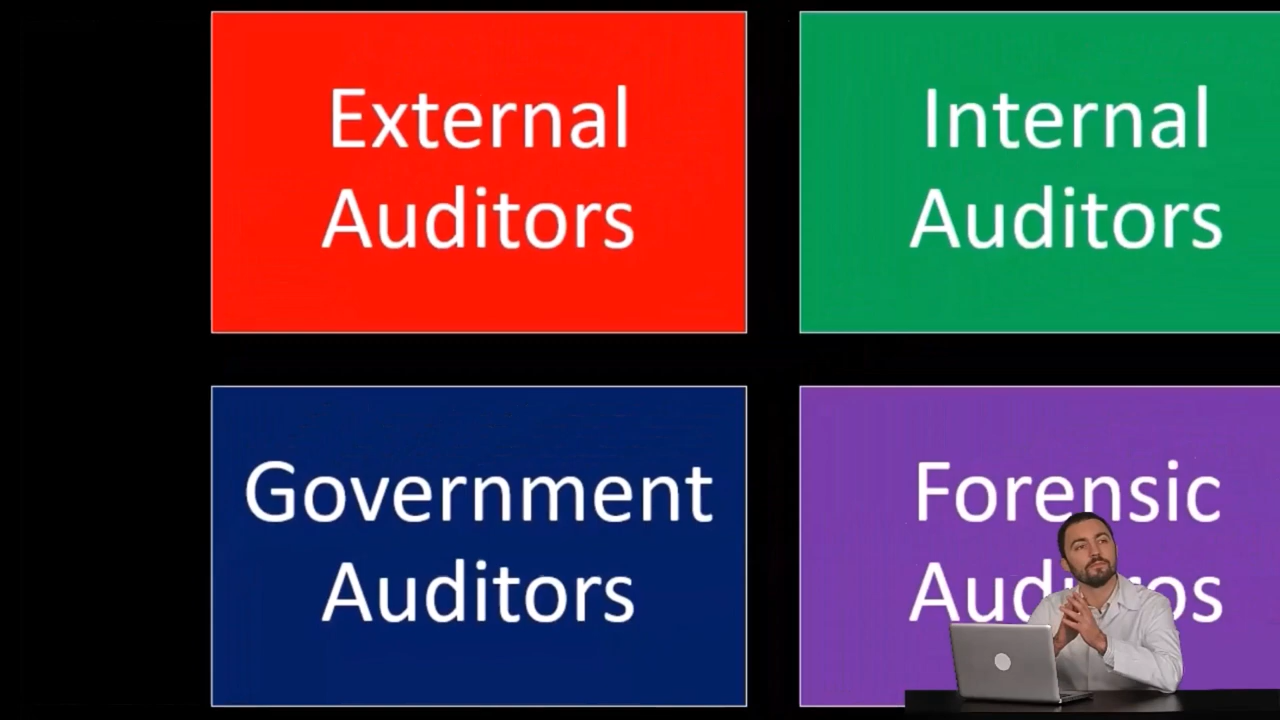 External
Auditors
Internal
Auditors
Government
Auditors
Forensic